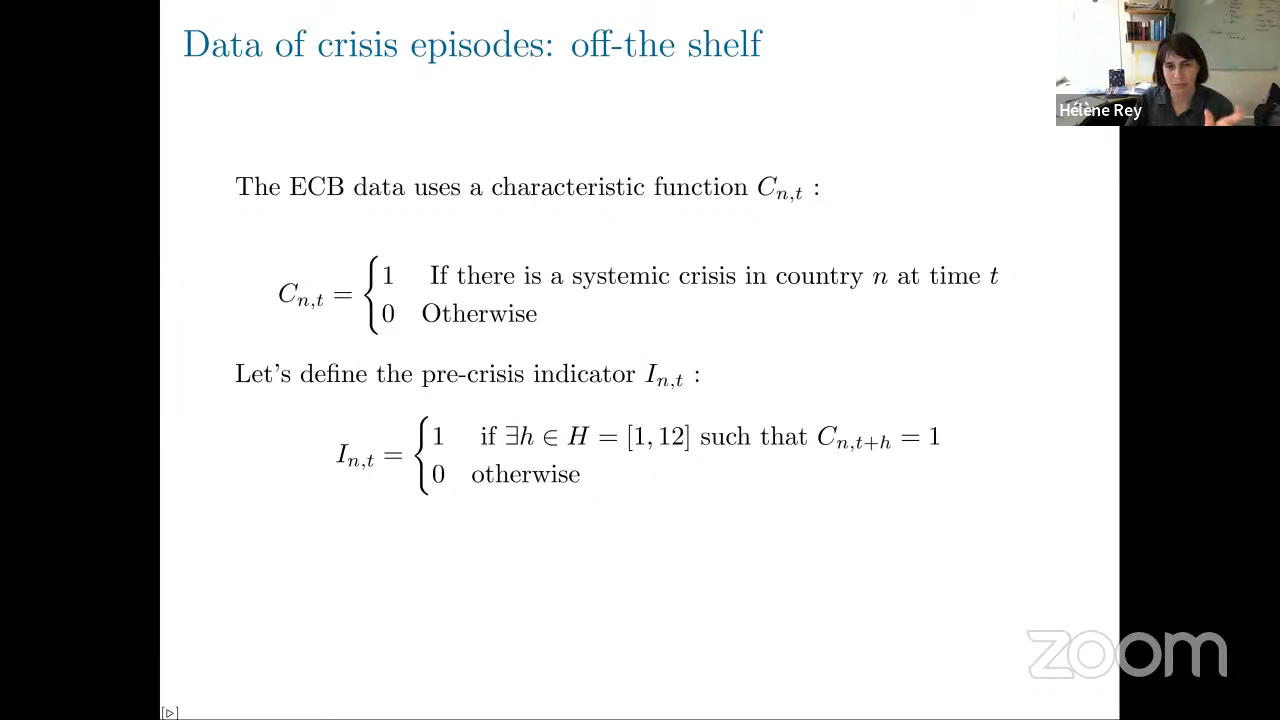 Data of crisis episodes: off-the shelf
Hélène Rey
The ECB data uses a characteristic function C_{n,t} :
C_{n,t} = { 1 If there is a systemic crisis in country n at time t
0 Otherwise
Let's define the pre-crisis indicator I_{n,t} :
I_{n,t} = { 1 if ∃h ∈ H = [1, 12] such that C_{n,t+h} = 1
0 otherwise
zoom